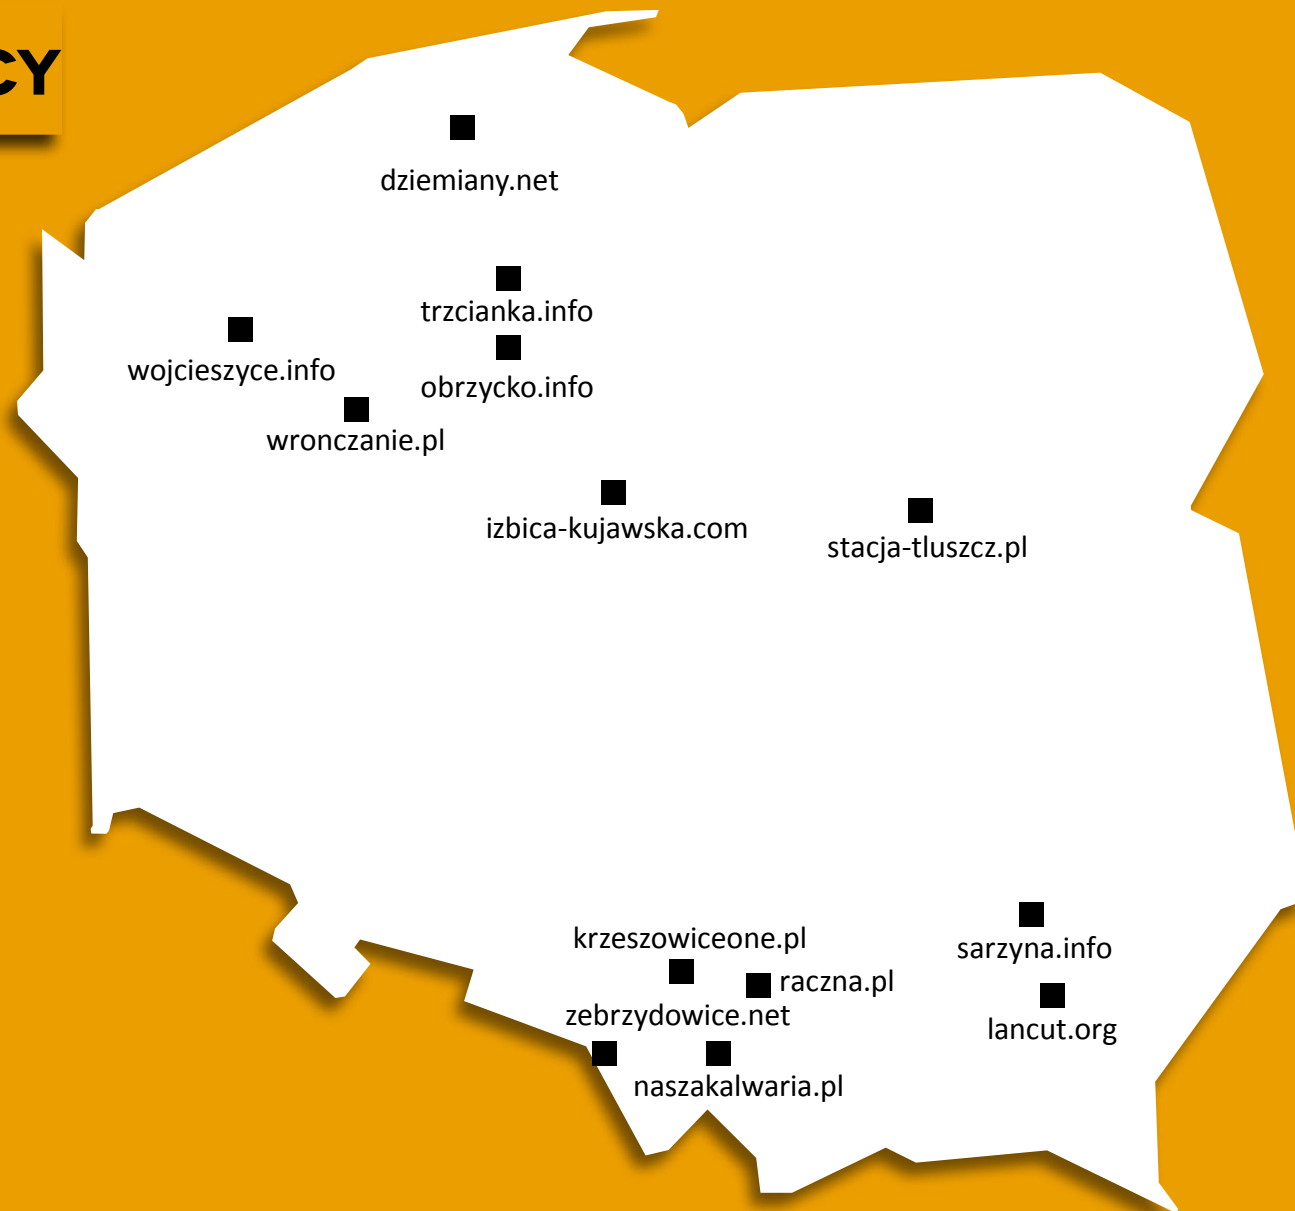 CY
dziemiany.net
trzcianka.info
wojcieszyce.info
obrzycko.info
wronczanie.pl
izbica-kujawska.com
stacja-tluszcz.pl
krzeszowiceone.pl
sarzyna.info
raczna.pl
zebrzydowice.net
lancut.org
naszakalwaria.pl